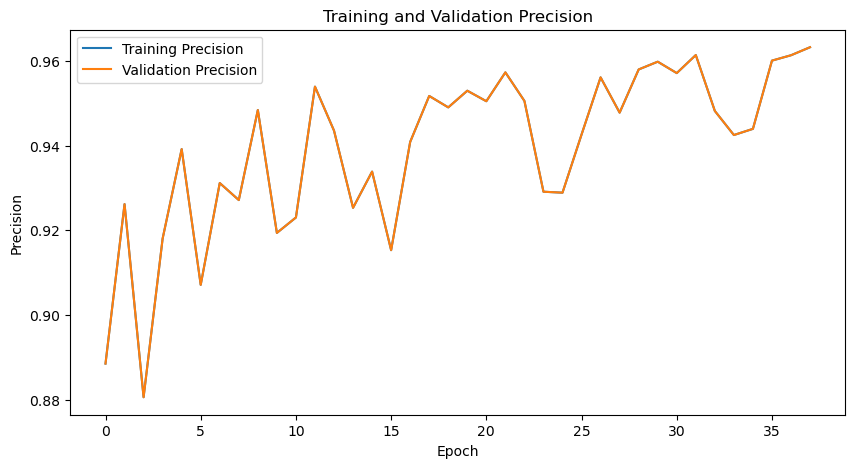 Training and Validation Precision
Training Precision
Validation Precision
Precision
0.96
0.94
0.92
0.90
0.88
0 5 10 15 20 25 30 35
Epoch